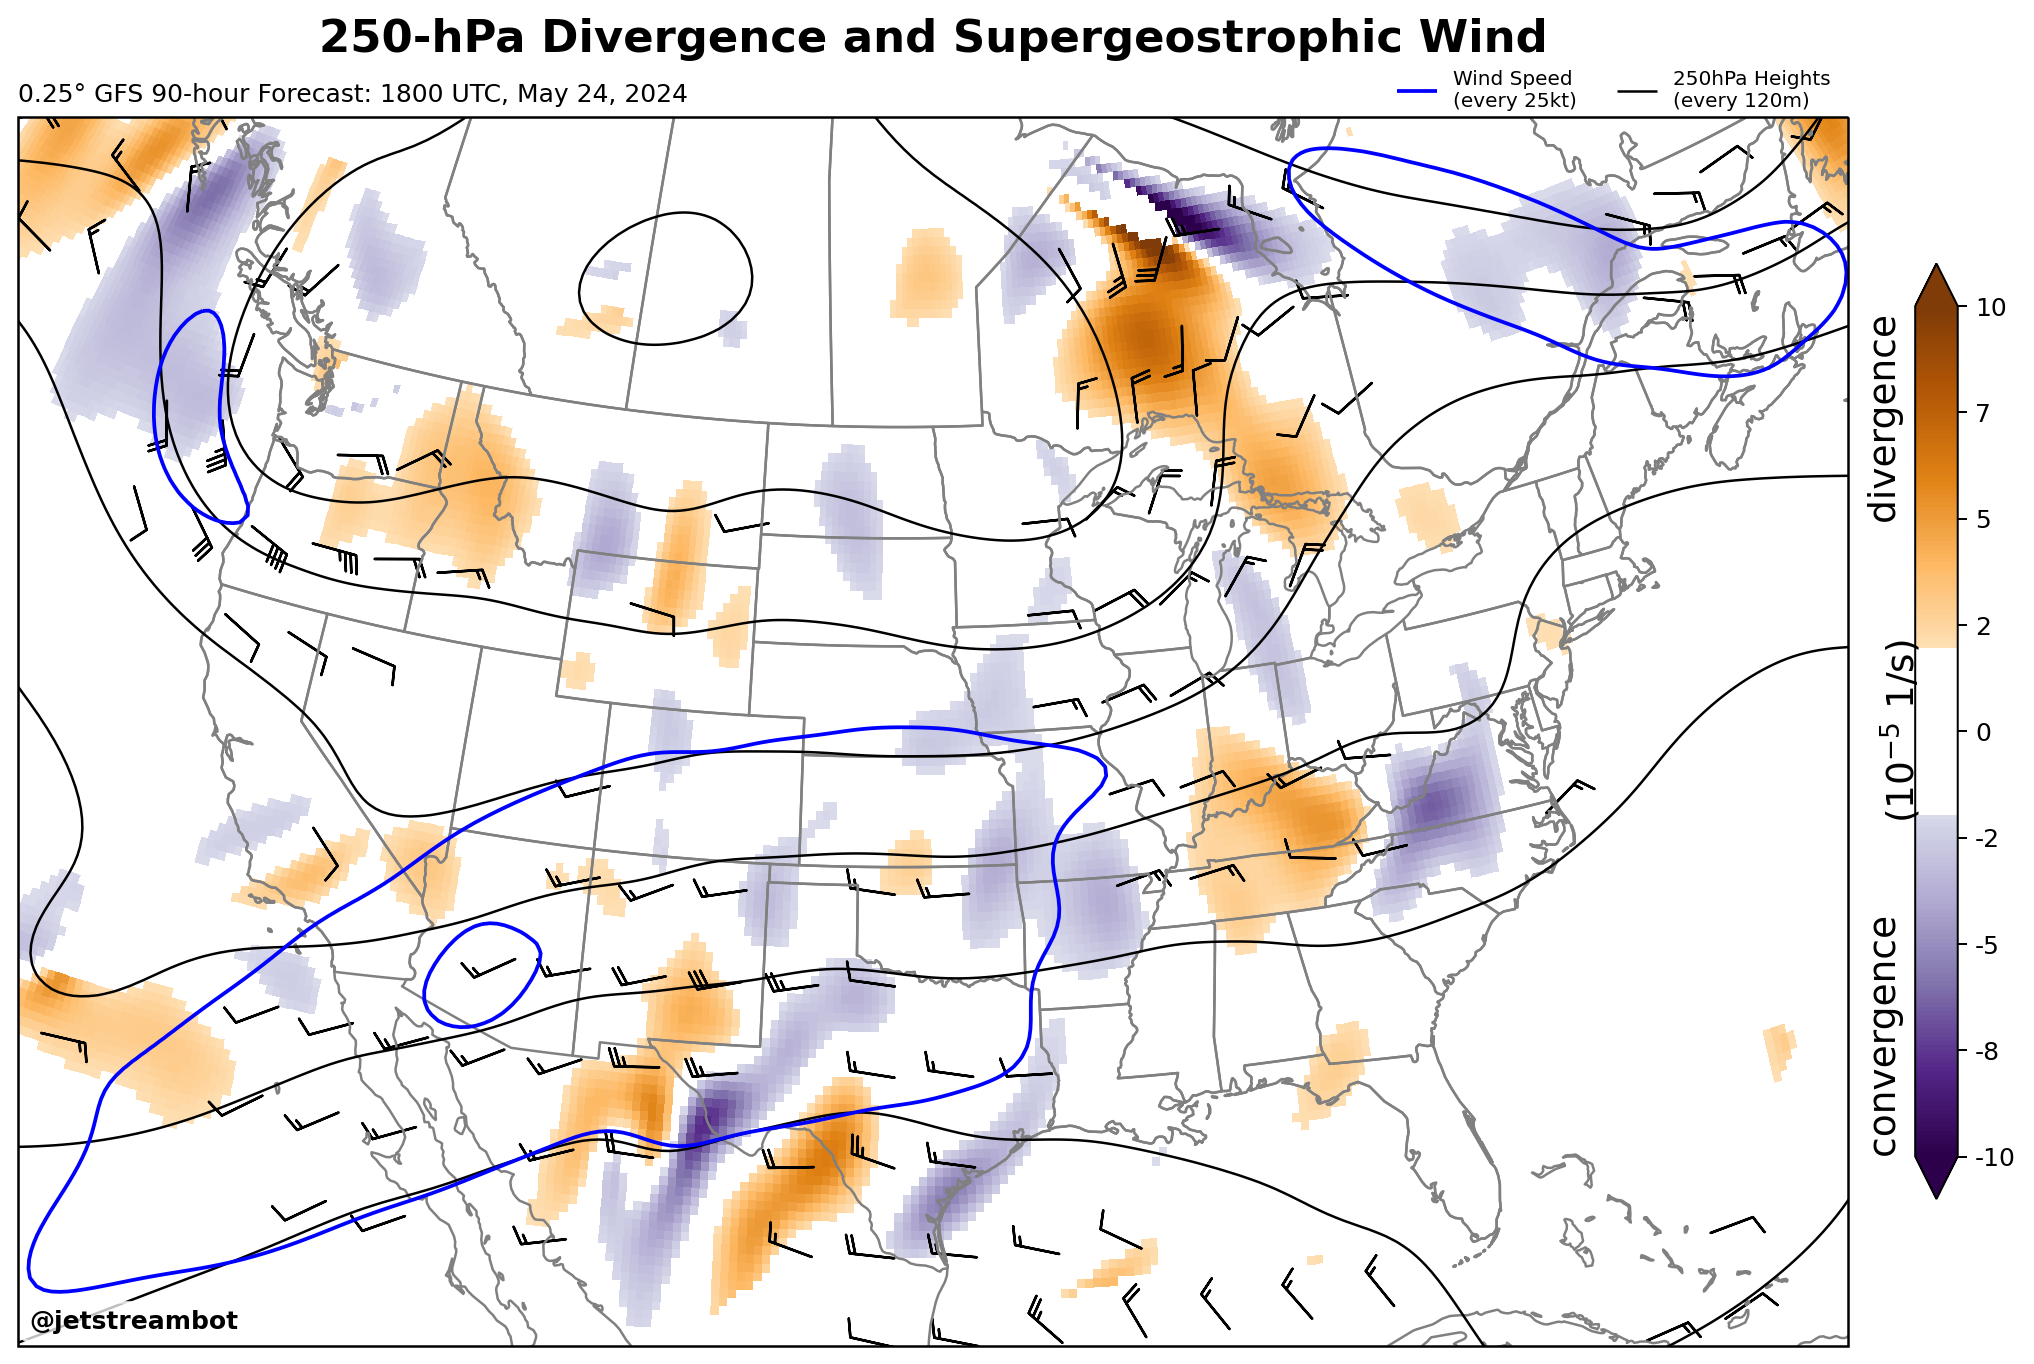 250-hPa Divergence and Supergeostrophic Wind
0.25° GFS 90-hour Forecast: 1800 UTC, May 24, 2024
Wind Speed
(every 25kt)
250hPa Heights
(every 120m)
10
7
5
2
0
-2
-5
-8
-10
divergence
(10⁻⁵ 1/s)
convergence
@jetstreambot